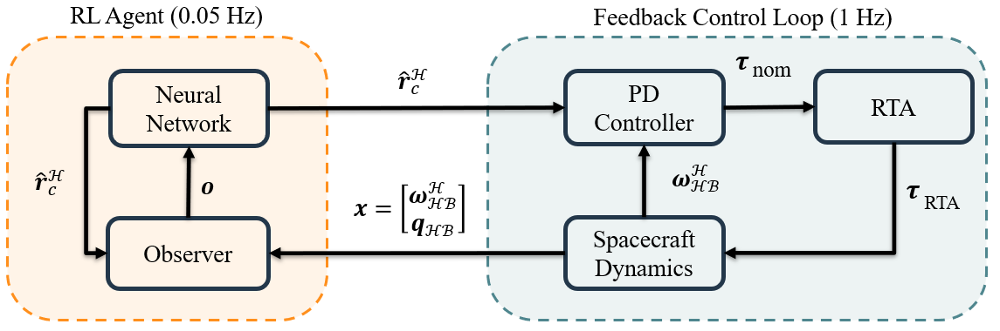 RL Agent (0.05 Hz)
Feedback Control Loop (1 Hz)
Neural
Network
r̂_c^ℋ
PD
Controller
τ_nom
RTA
r̂_c^ℋ
o
x = [ω_ℋℬ^ℋ
q_ℋℬ]
ω_ℋℬ^ℋ
τ_RTA
Observer
Spacecraft
Dynamics